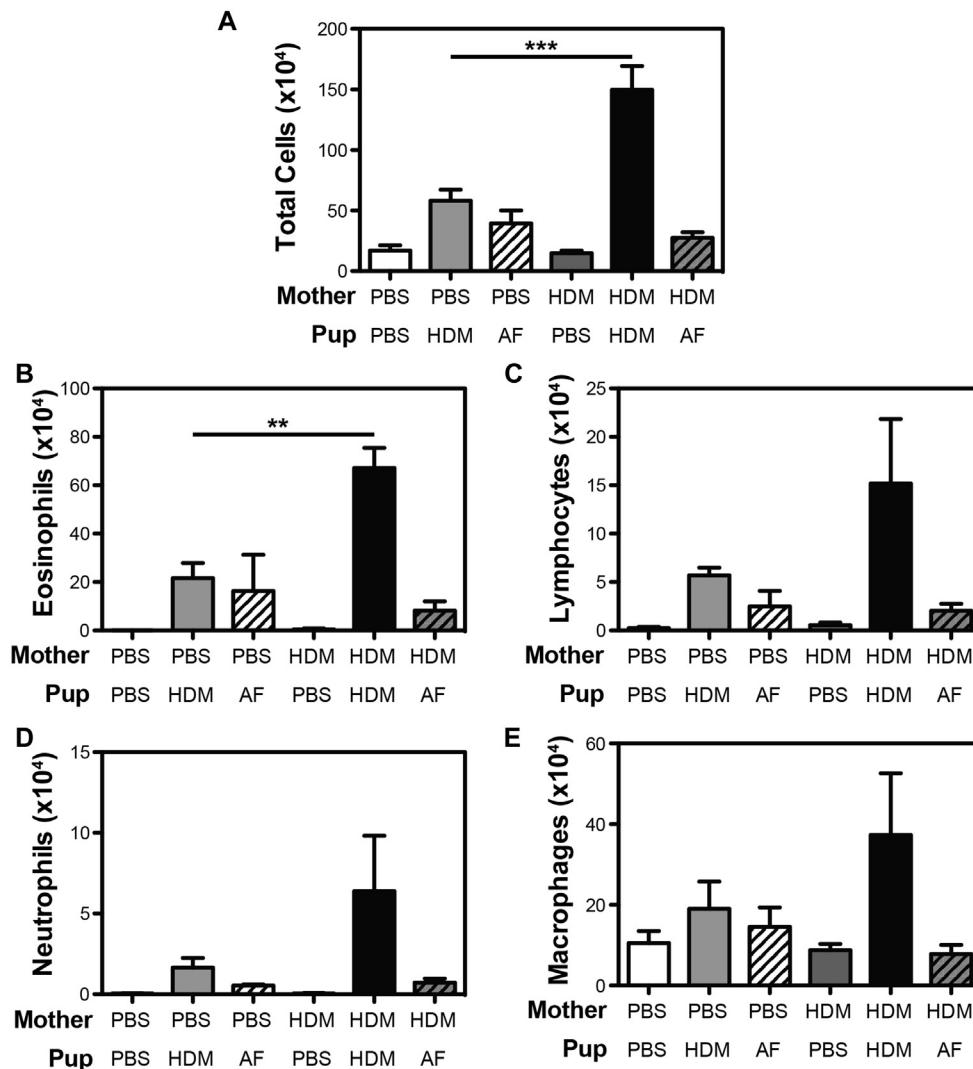 A
Total Cells (x10⁴)
200
150
100
50
0
***
Mother PBS PBS PBS HDM HDM HDM
Pup PBS HDM AF PBS HDM AF
B
Eosinophils (x10⁴)
100
80
60
40
20
0
**
Mother PBS PBS PBS HDM HDM HDM
Pup PBS HDM AF PBS HDM AF
C
Lymphocytes (x10⁴)
25
20
15
10
5
0
Mother PBS PBS PBS HDM HDM HDM
Pup PBS HDM AF PBS HDM AF
D
Neutrophils (x10⁴)
15
10
5
0
Mother PBS PBS PBS HDM HDM HDM
Pup PBS HDM AF PBS HDM AF
E
Macrophages (x10⁴)
60
40
20
0
Mother PBS PBS PBS HDM HDM HDM
Pup PBS HDM AF PBS HDM AF